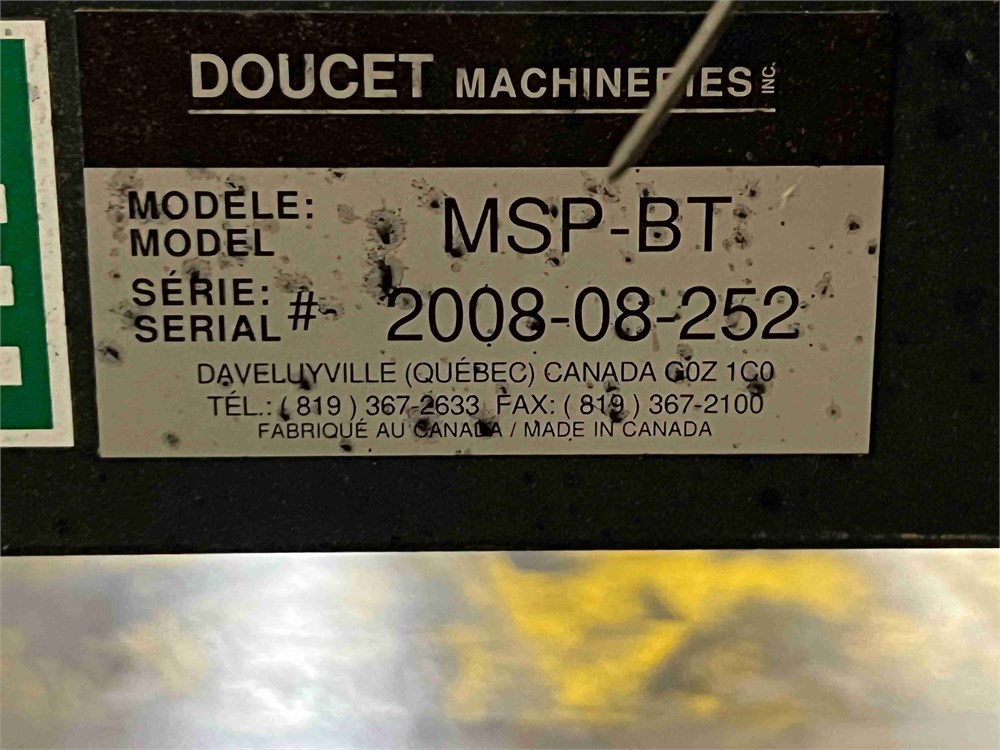 DOUCET MACHINERIES INC.
MODÈLE:
MODEL
MSP-BT
SÉRIE:
SERIAL # 2008-08-252
DAVELUYVILLE (QUÉBEC) CANADA G0Z 1C0
TÉL.: ( 819 ) 367-2633 FAX: ( 819 ) 367-2100
FABRIQUÉ AU CANADA / MADE IN CANADA